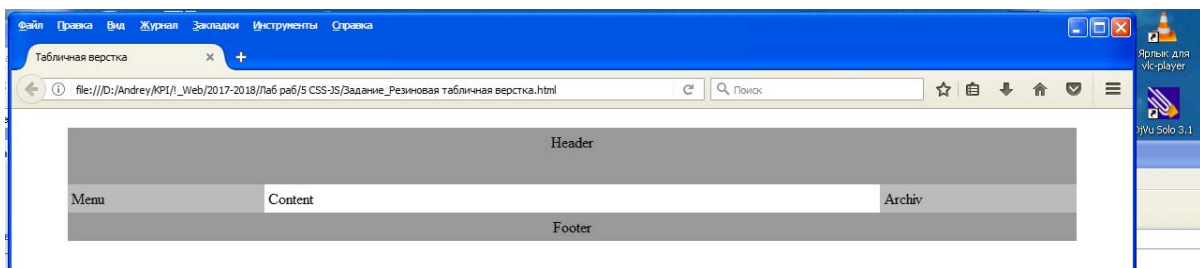 Файл Правка Вид Журнал Закладки Инструменты Справка
Табличная верстка
file:///D:/Andrey/KPI/!_Web/2017-2018/Лаб раб/5 CSS-JS/Задание_Резиновая табличная верстка.html
Поиск
Header
Menu Content Archiv
Footer
Ярлык для
vlc-player
DjVu Solo 3.1